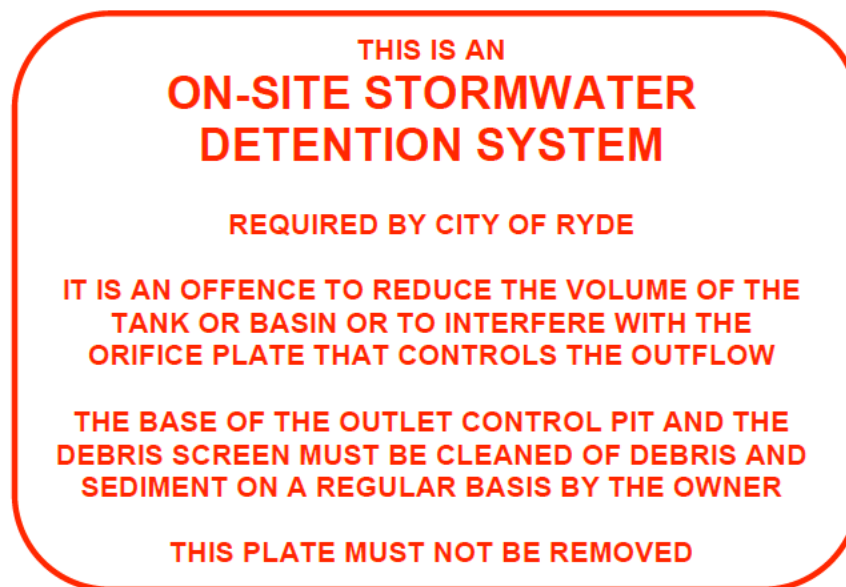 THIS IS AN
ON-SITE STORMWATER
DETENTION SYSTEM
REQUIRED BY CITY OF RYDE
IT IS AN OFFENCE TO REDUCE THE VOLUME OF THE
TANK OR BASIN OR TO INTERFERE WITH THE
ORIFICE PLATE THAT CONTROLS THE OUTFLOW
THE BASE OF THE OUTLET CONTROL PIT AND THE
DEBRIS SCREEN MUST BE CLEANED OF DEBRIS AND
SEDIMENT ON A REGULAR BASIS BY THE OWNER
THIS PLATE MUST NOT BE REMOVED